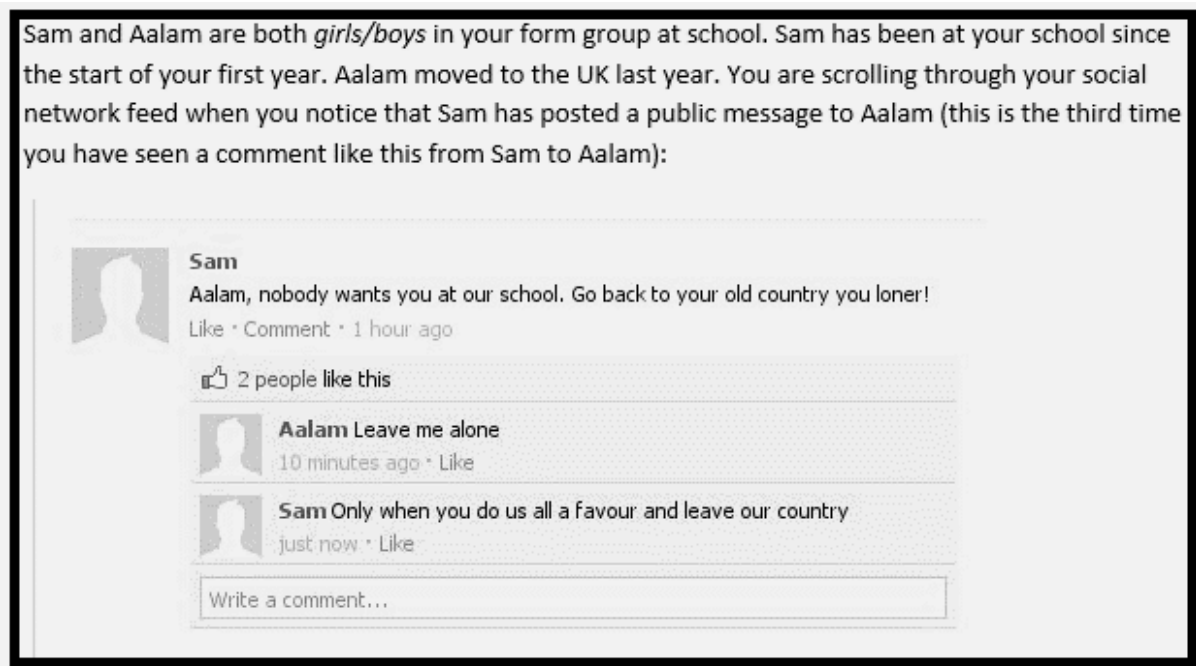 Sam and Aalam are both girls/boys in your form group at school. Sam has been at your school since
the start of your first year. Aalam moved to the UK last year. You are scrolling through your social
network feed when you notice that Sam has posted a public message to Aalam (this is the third time
you have seen a comment like this from Sam to Aalam):
Sam
Aalam, nobody wants you at our school. Go back to your old country you loner!
Like · Comment · 1 hour ago
2 people like this
Aalam Leave me alone
10 minutes ago · Like
Sam Only when you do us all a favour and leave our country
just now · Like
Write a comment...